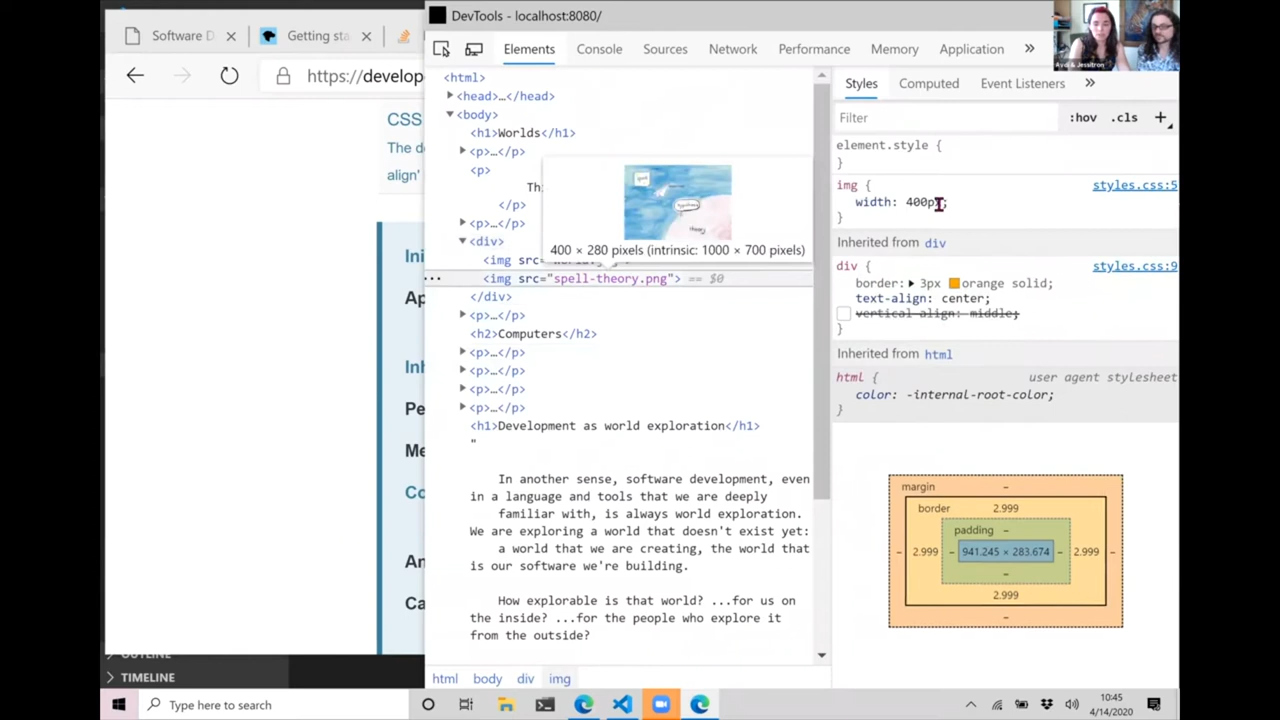 DevTools - localhost:8080/
Avdi & Jessitron
Software D
Getting sta
Elements Console Sources Network Performance Memory Application »
https://develop
Styles Computed Event Listeners »
Filter :hov .cls +
CSS
The de
align'
Ini
Ap
Inh
Pe
Me
Co
An
Ca
<html>
<head>…</head>
<body>
<h1>Worlds</h1>
<p>…</p>
<p>
Th
</p>
<p>…</p>
<div>
400 × 280 pixels (intrinsic: 1000 × 700 pixels)
<img src=
<img src="spell-theory.png"> == $0
</div>
<p>…</p>
<h2>Computers</h2>
<p>…</p>
<p>…</p>
<p>…</p>
<p>…</p>
<h1>Development as world exploration</h1>
"
In another sense, software development, even
in a language and tools that we are deeply
familiar with, is always world exploration.
We are exploring a world that doesn't exist yet:
a world that we are creating, the world that
is our software we're building.
How explorable is that world? ...for us on
the inside? ...for the people who explore it
from the outside?
html body div img
element.style {
}
img { styles.css:5
width: 400p ;
}
Inherited from div
div { styles.css:9
border: 3px orange solid;
text-align: center;
vertical-align: middle;
}
Inherited from html
html { user agent stylesheet
color: -internal-root-color;
}
margin –
border 2.999
padding –
– 2.999 – 941.245 × 283.674 – 2.999 –
–
2.999
–
OUTLINE
TIMELINE
Type here to search
10:45
4/14/2020